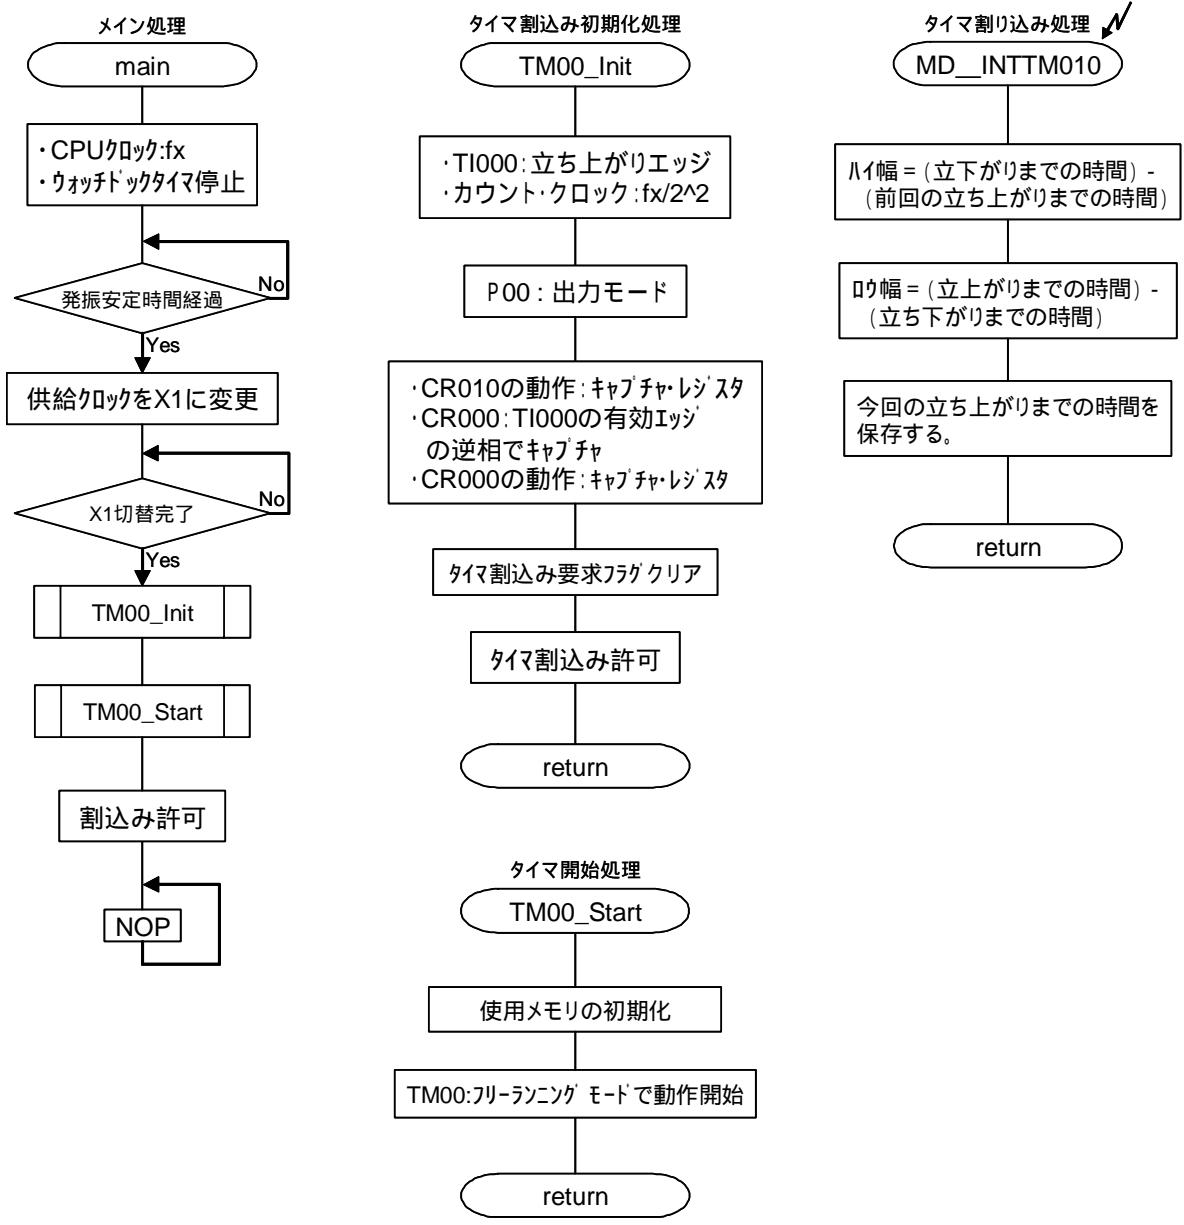 メイン処理
main
・CPUｸﾛｯｸ:fx
・ｳｫｯﾁﾄﾞｯｸﾀｲﾏ停止
発振安定時間経過
No
Yes
供給ｸﾛｯｸをX1に変更
X1切替完了
No
Yes
TM00_Init
TM00_Start
割込み許可
NOP
タイマ割込み初期化処理
TM00_Init
・TI000:立ち上がりエッジ
・カウント・クロック:fx/2^2
P00:出力モード
・CR010の動作:ｷｬﾌﾟﾁｬ・ﾚｼﾞｽﾀ
・CR000:TI000の有効ｴｯｼﾞ
の逆相でｷｬﾌﾟﾁｬ
・CR000の動作:ｷｬﾌﾟﾁｬ・ﾚｼﾞｽﾀ
ﾀｲﾏ割込み要求ﾌﾗｸﾞクリア
ﾀｲﾏ割込み許可
return
タイマ開始処理
TM00_Start
使用メモリの初期化
TM00:ﾌﾘｰﾗﾝﾆﾝｸﾞ ﾓｰﾄﾞで動作開始
return
タイマ割り込み処理
MD__INTTM010
ﾊｲ幅 = (立下がりまでの時間) -
(前回の立ち上がりまでの時間)
ﾛｳ幅 = (立上がりまでの時間) -
(立ち下がりまでの時間)
今回の立ち上がりまでの時間を
保存する。
return